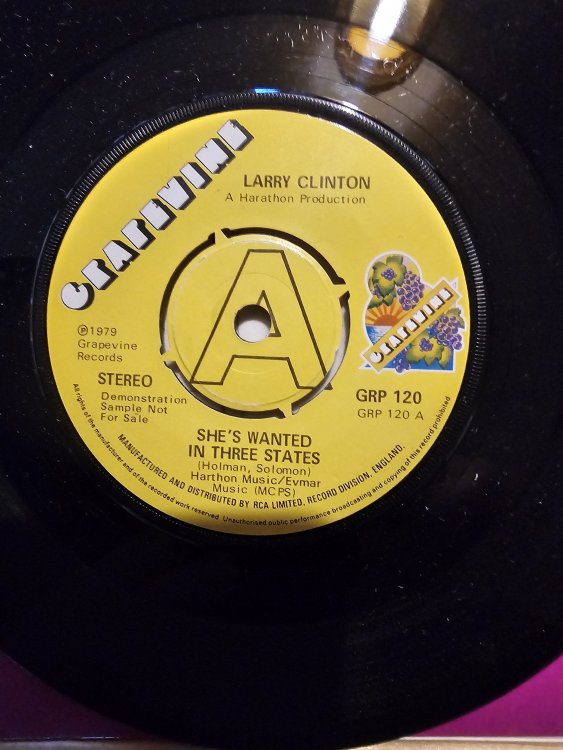 GRAPEVINE
LARRY CLINTON
A Harathon Production
GRAPEVINE
℗1979
Grapevine
Records
STEREO
Demonstration
Sample Not
For Sale
A
GRP 120
GRP 120 A
SHE'S WANTED
IN THREE STATES
(Holman, Solomon)
Harthon Music/Evmar
Music (MCPS)
MANUFACTURED AND DISTRIBUTED BY RCA LIMITED. RECORD DIVISION, ENGLAND.
All rights of the manufacturer and of the recorded work reserved Unauthorised public performance broadcasting and copying of this record prohibited